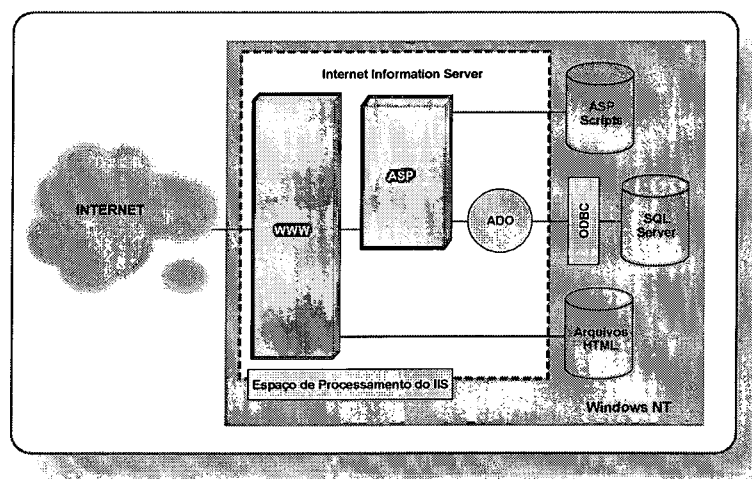 Internet Information Server
ASP
Scripts
ASP
INTERNET
WWW
ADO
ODBC
SQL
Server
Arquivos
HTML
Espaço de Processamento do IIS
Windows NT